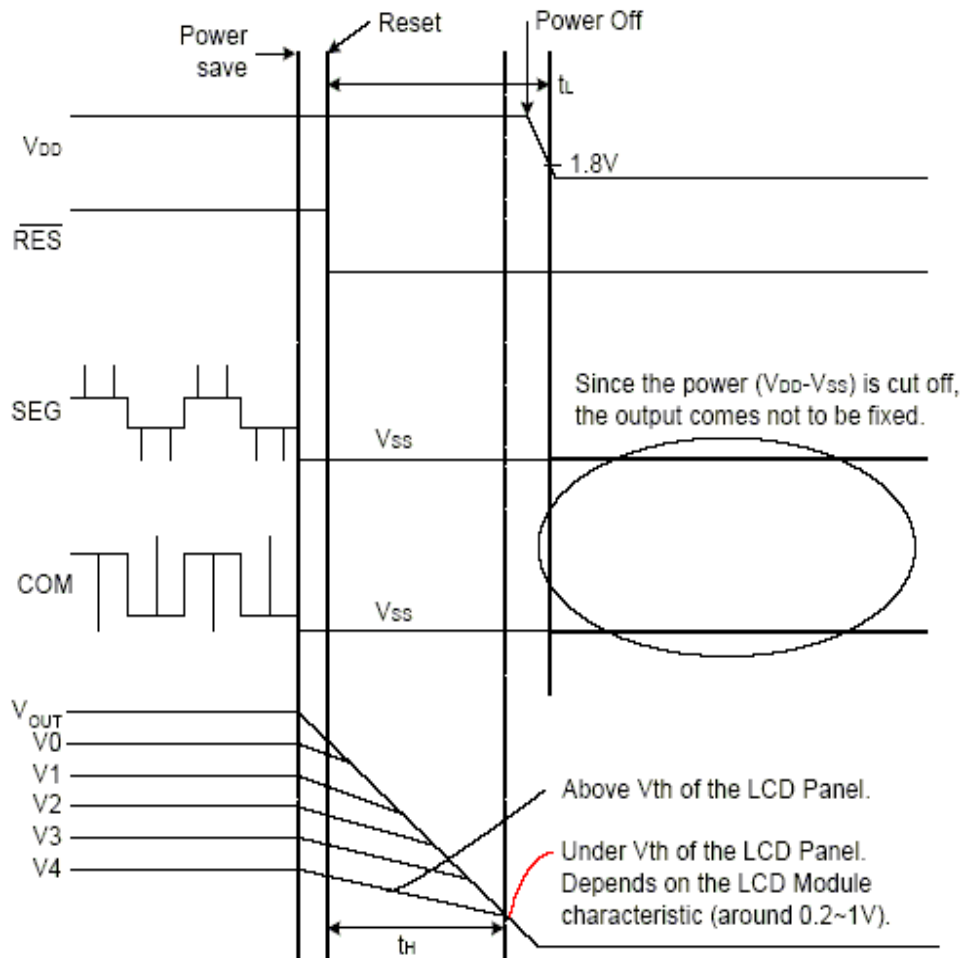 Power save
Reset
Power Off
tL
VDD
1.8V
RES
SEG
VSS
Since the power (VDD-VSS) is cut off,
the output comes not to be fixed.
COM
VSS
VOUT
V0
V1
V2
V3
V4
Above Vth of the LCD Panel.
Under Vth of the LCD Panel.
Depends on the LCD Module
characteristic (around 0.2~1V).
tH